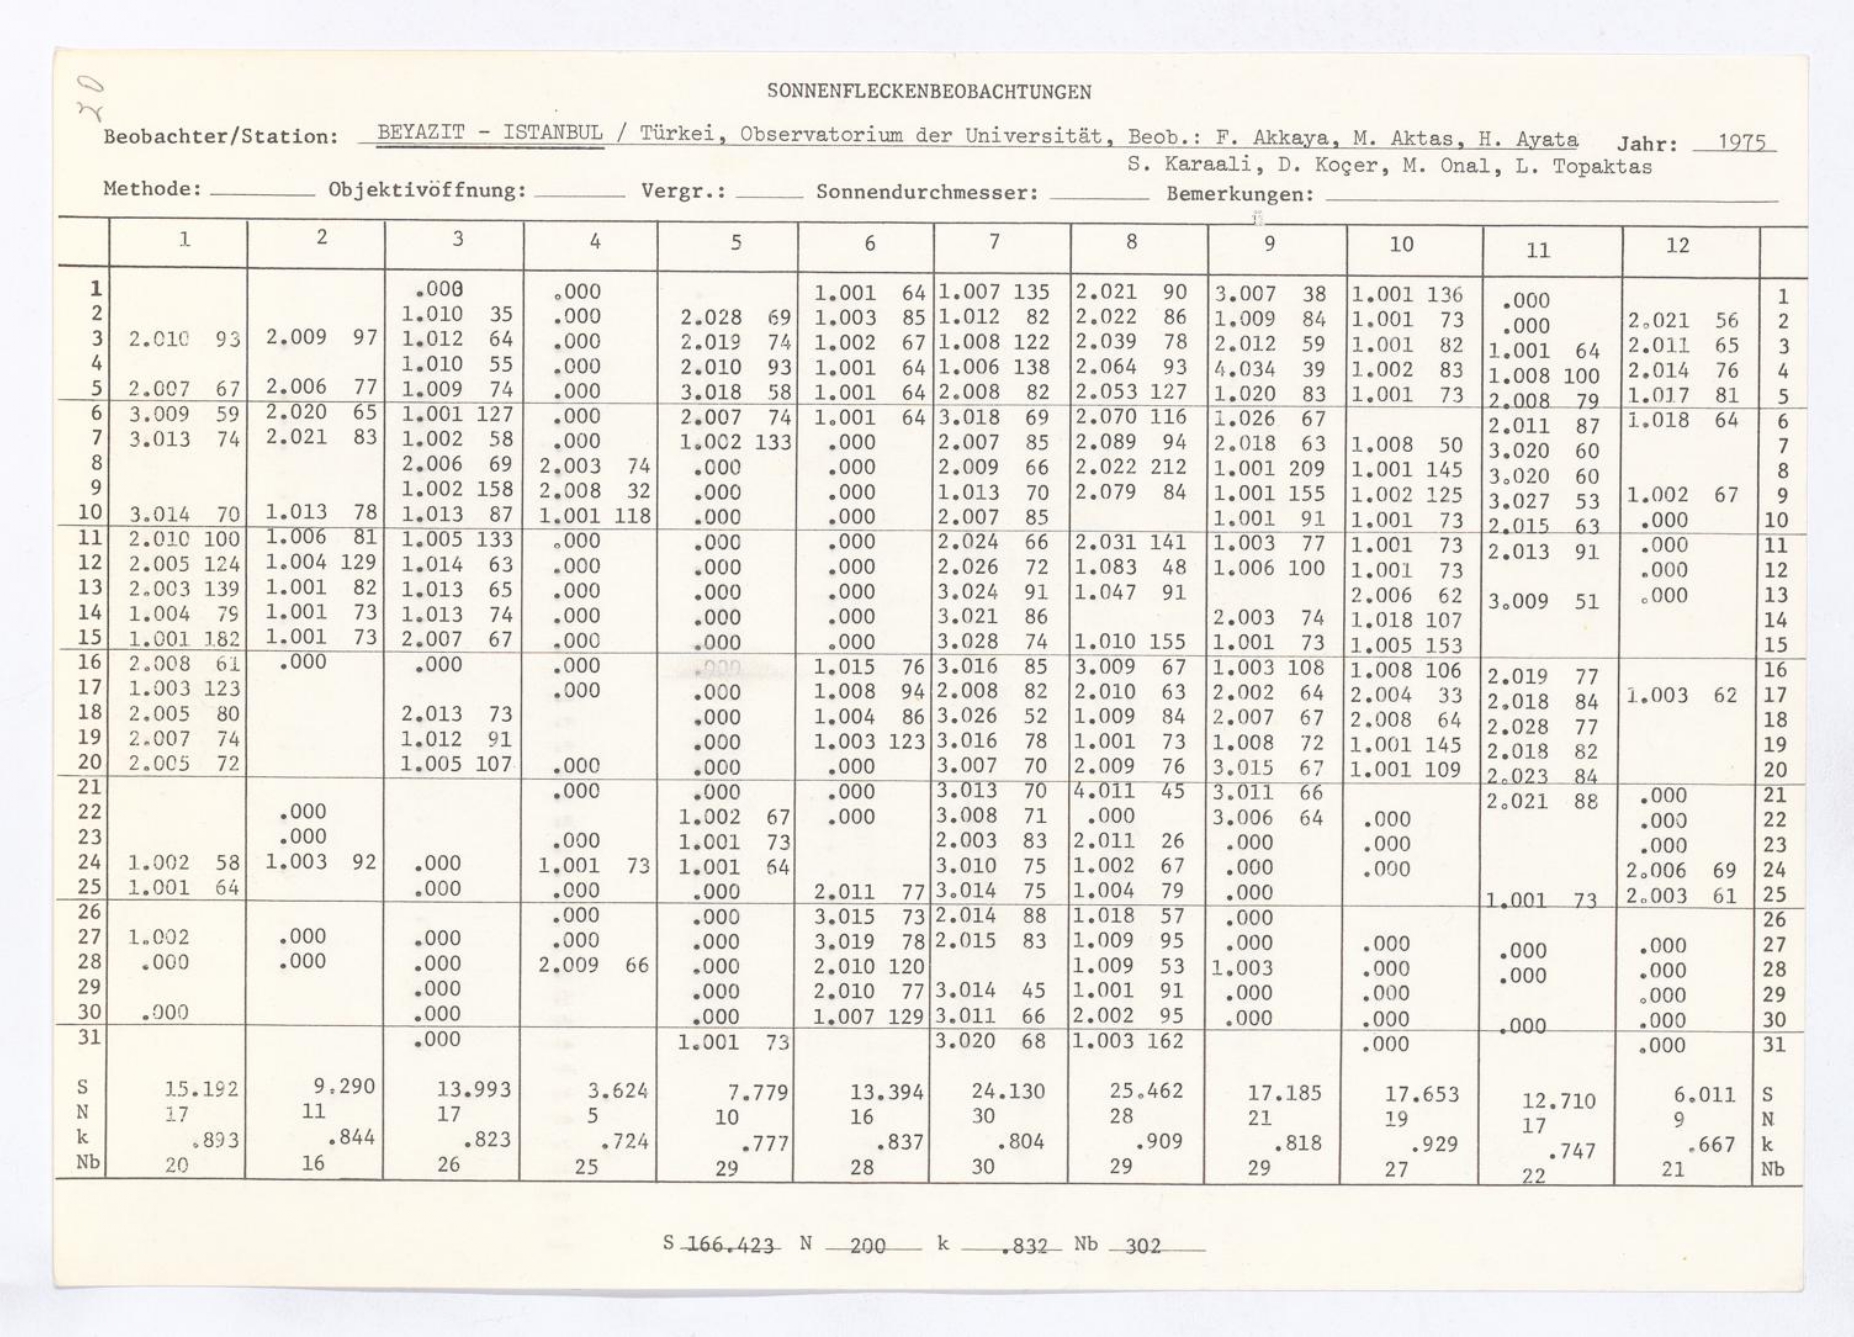 20
SONNENFLECKENBEOBACHTUNGEN
Beobachter/Station: BEYAZIT - ISTANBUL / Türkei, Observatorium der Universität, Beob.: F. Akkaya, M. Aktas, H. Ayata Jahr: 1975
S. Karaali, D. Koçer, M. Onal, L. Topaktas
Methode: Objektivöffnung: Vergr.: Sonnendurchmesser: Bemerkungen:
1 2 3 4 5 6 7 8 9 10 11 12
1 .000 .000 1.001 64 1.007 135 2.021 90 3.007 38 1.001 136 .000 1
2 1.010 35 .000 2.028 69 1.003 85 1.012 82 2.022 86 1.009 84 1.001 73 .000 2.021 56 2
3 2.010 93 2.009 97 1.012 64 .000 2.019 74 1.002 67 1.008 122 2.039 78 2.012 59 1.001 82 1.001 64 2.011 65 3
4 1.010 55 .000 2.010 93 1.001 64 1.006 138 2.064 93 4.034 39 1.002 83 1.008 100 2.014 76 4
5 2.007 67 2.006 77 1.009 74 .000 3.018 58 1.001 64 2.008 82 2.053 127 1.020 83 1.001 73 2.008 79 1.017 81 5
6 3.009 59 2.020 65 1.001 127 .000 2.007 74 1.001 64 3.018 69 2.070 116 1.026 67 2.011 87 1.018 64 6
7 3.013 74 2.021 83 1.002 58 .000 1.002 133 .000 2.007 85 2.089 94 2.018 63 1.008 50 3.020 60 7
8 2.006 69 2.003 74 .000 .000 2.009 66 2.022 212 1.001 209 1.001 145 3.020 60 8
9 1.002 158 2.008 32 .000 .000 1.013 70 2.079 84 1.001 155 1.002 125 3.027 53 1.002 67 9
10 3.014 70 1.013 78 1.013 87 1.001 118 .000 .000 2.007 85 1.001 91 1.001 73 2.015 63 .000 10
11 2.010 100 1.006 81 1.005 133 .000 .000 .000 2.024 66 2.031 141 1.003 77 1.001 73 2.013 91 .000 11
12 2.005 124 1.004 129 1.014 63 .000 .000 .000 2.026 72 1.083 48 1.006 100 1.001 73 .000 12
13 2.003 139 1.001 82 1.013 65 .000 .000 .000 3.024 91 1.047 91 2.006 62 3.009 51 .000 13
14 1.004 79 1.001 73 1.013 74 .000 .000 .000 3.021 86 2.003 74 1.018 107 14
15 1.001 182 1.001 73 2.007 67 .000 .000 .000 3.028 74 1.010 155 1.001 73 1.005 153 15
16 2.008 61 .000 .000 .000 .000 1.015 76 3.016 85 3.009 67 1.003 108 1.008 106 2.019 77 16
17 1.003 123 .000 .000 1.008 94 2.008 82 2.010 63 2.002 64 2.004 33 2.018 84 1.003 62 17
18 2.005 80 2.013 73 .000 1.004 86 3.026 52 1.009 84 2.007 67 2.008 64 2.028 77 18
19 2.007 74 1.012 91 .000 1.003 123 3.016 78 1.001 73 1.008 72 1.001 145 2.018 82 19
20 2.005 72 1.005 107 .000 .000 .000 3.007 70 2.009 76 3.015 67 1.001 109 2.023 84 20
21 .000 .000 .000 3.013 70 4.011 45 3.011 66 2.021 88 .000 21
22 .000 1.002 67 .000 3.008 71 .000 3.006 64 .000 .000 22
23 .000 .000 1.001 73 2.003 83 2.011 26 .000 .000 .000 23
24 1.002 58 1.003 92 .000 1.001 73 1.001 64 3.010 75 1.002 67 .000 .000 2.006 69 24
25 1.001 64 .000 .000 .000 2.011 77 3.014 75 1.004 79 .000 1.001 73 2.003 61 25
26 .000 .000 3.015 73 2.014 88 1.018 57 .000 26
27 1.002 .000 .000 .000 .000 3.019 78 2.015 83 1.009 95 .000 .000 .000 .000 27
28 .000 .000 .000 2.009 66 .000 2.010 120 1.009 53 1.003 .000 .000 .000 28
29 .000 .000 2.010 77 3.014 45 1.001 91 .000 .000 .000 29
30 .000 .000 .000 1.007 129 3.011 66 2.002 95 .000 .000 .000 .000 30
31 .000 1.001 73 3.020 68 1.003 162 .000 .000 31
S 15.192 9.290 13.993 3.624 7.779 13.394 24.130 25.462 17.185 17.653 12.710 6.011 S
N 17 11 17 5 10 16 30 28 21 19 17 9 N
k .893 .844 .823 .724 .777 .837 .804 .909 .818 .929 .747 .667 k
Nb 20 16 26 25 29 28 30 29 29 27 22 21 Nb
S 166.423 N 200 k .832 Nb 302